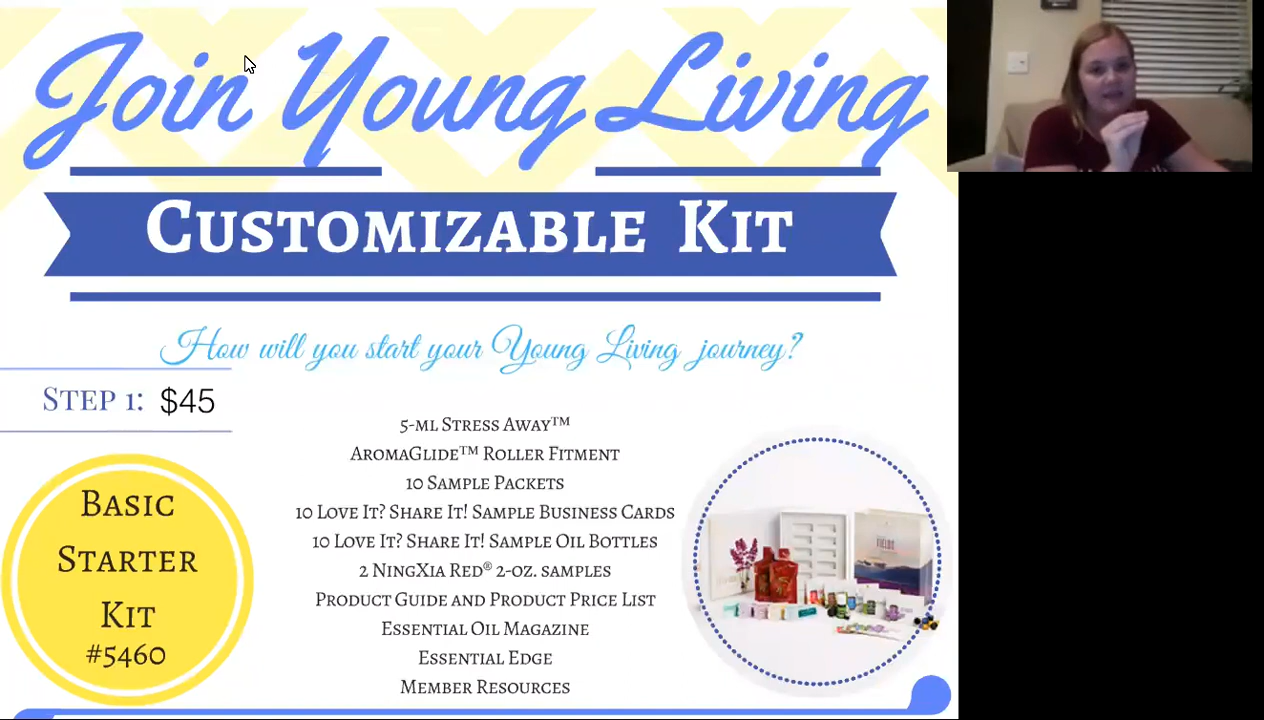 Join Young Living
Customizable Kit
How will you start your Young Living journey?
Step 1: $45
Basic
Starter
Kit
#5460
5-ml Stress Away™
AromaGlide™ Roller Fitment
10 Sample Packets
10 Love It? Share It! Sample Business Cards
10 Love It? Share It! Sample Oil Bottles
2 NingXia Red® 2-oz. samples
Product Guide and Product Price List
Essential Oil Magazine
Essential Edge
Member Resources